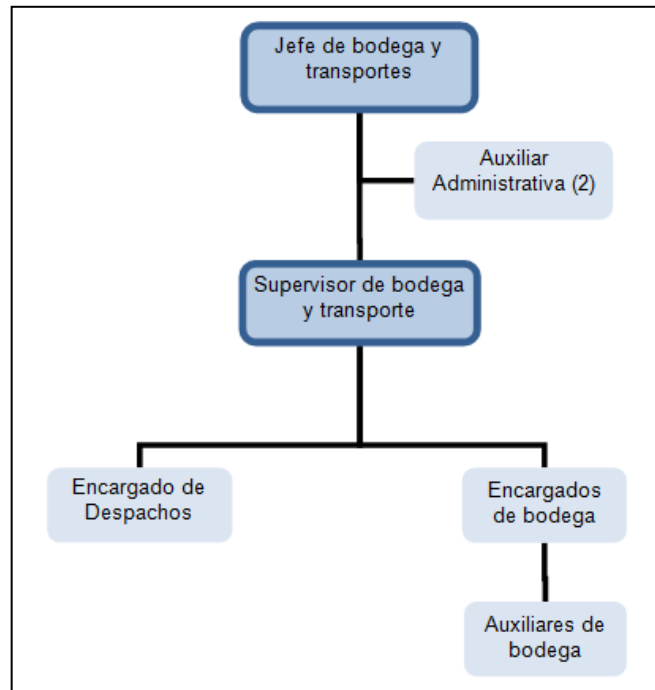 Jefe de bodega y
transportes
Auxiliar
Administrativa (2)
Supervisor de bodega
y transporte
Encargado de
Despachos
Encargados
de bodega
Auxiliares de
bodega